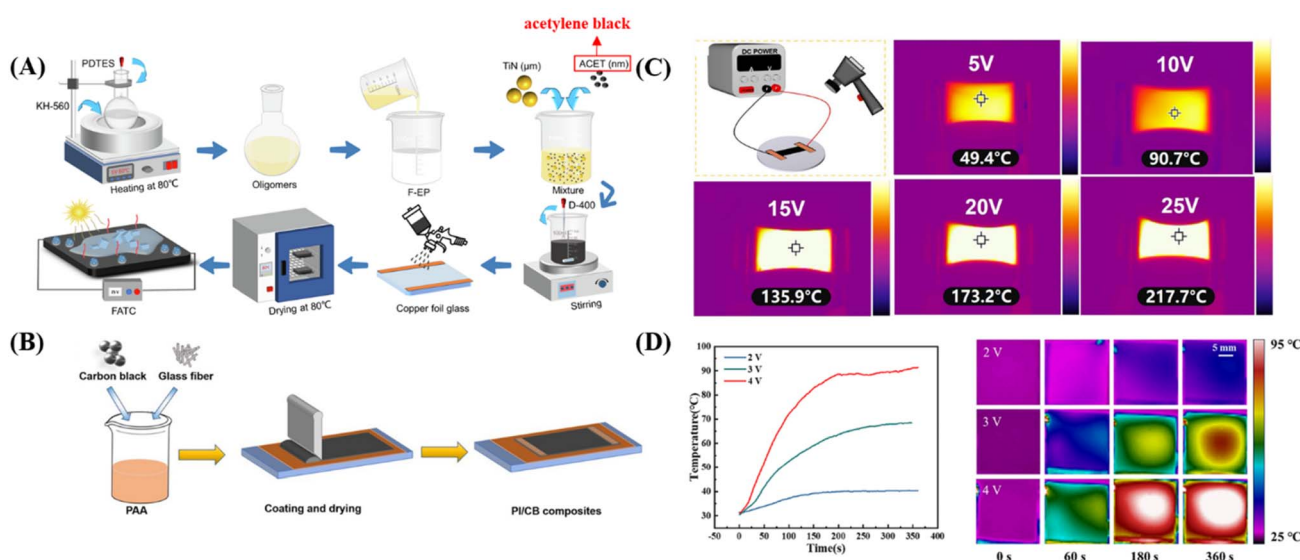 acetylene black
(A)
PDTES
KH-560
Heating at 80℃
Oligomers
F-EP
TiN (μm)
ACET (nm)
Mixture
D-400
Stirring
Copper foil glass
Drying at 80℃
FATC
(B)
Carbon black
Glass fiber
PAA
Coating and drying
PI/CB composites
(C)
DC POWER
5V
49.4°C
10V
90.7°C
15V
135.9°C
20V
173.2°C
25V
217.7°C
(D)
2 V
3 V
4 V
Temperature(℃)
100
90
80
70
60
50
40
30
0 50 100 150 200 250 300 350 400
Time(s)
2 V
3 V
4 V
5 mm
95 ℃
25 ℃
0 s 60 s 180 s 360 s